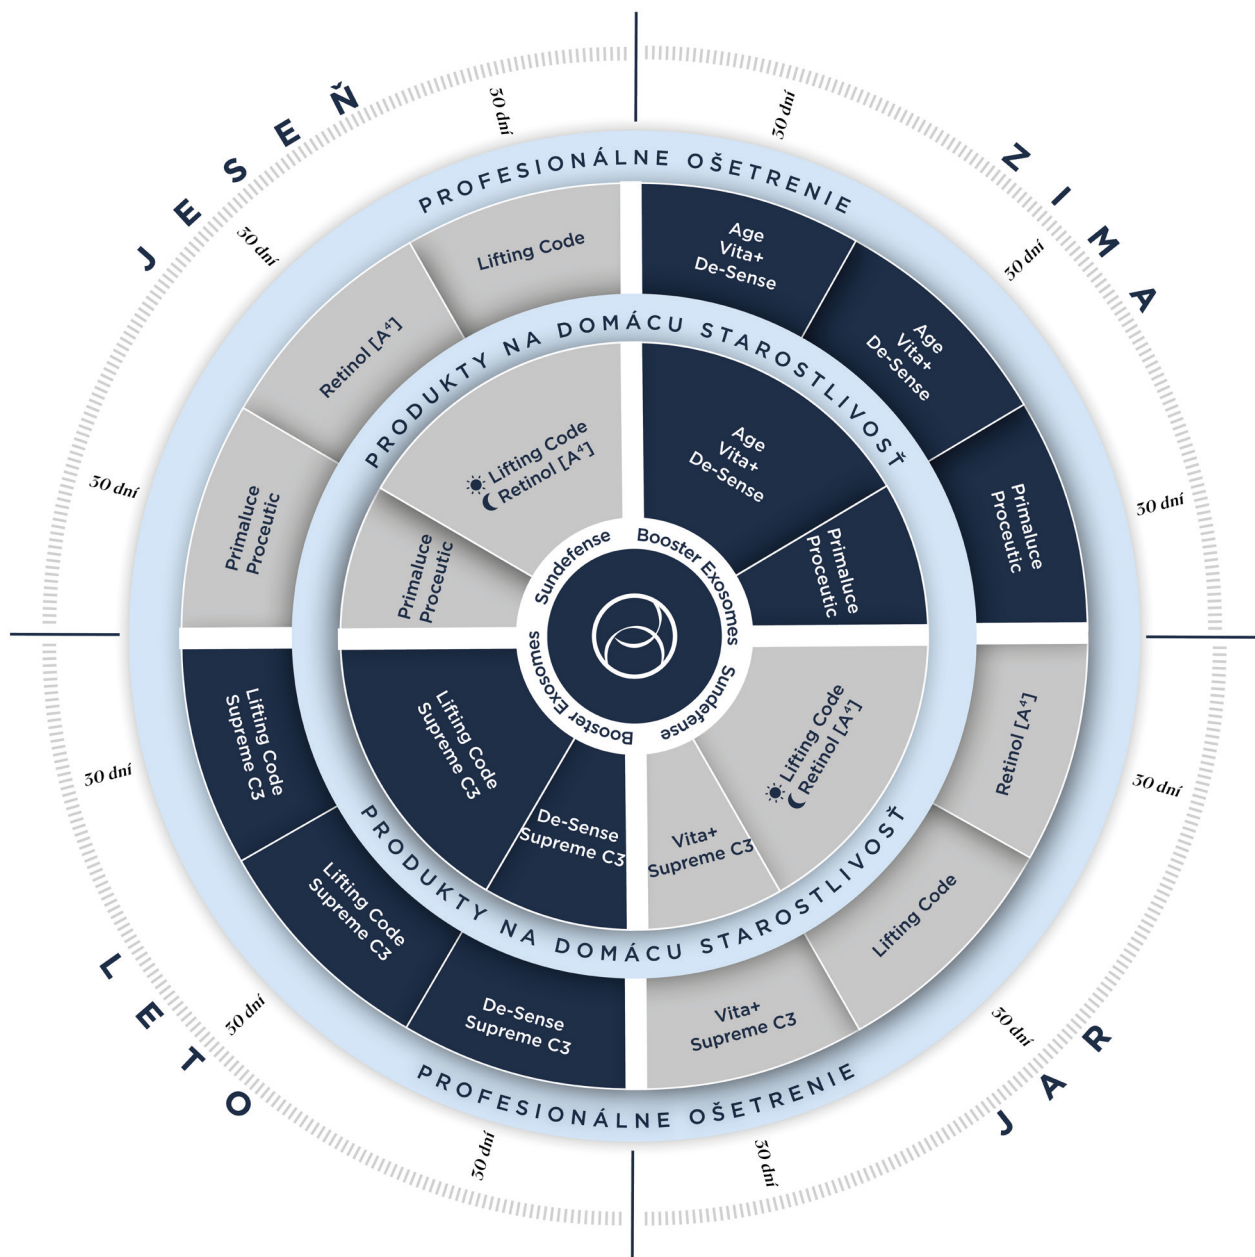 JESEŇ
30 dní
30 dní
30 dní
ZIMA
30 dní
30 dní
30 dní
JAR
30 dní
30 dní
30 dní
LETO
30 dní
30 dní
30 dní
PROFESIONÁLNE OŠETRENIE
Primaluce
Proceutic
Retinol [A⁴]
Lifting Code
Age
Vita+
De-Sense
Age
Vita+
De-Sense
Primaluce
Proceutic
Retinol [A⁴]
Lifting Code
Vita+
Supreme C3
De-Sense
Supreme C3
Lifting Code
Supreme C3
Lifting Code
Supreme C3
PROFESIONÁLNE OŠETRENIE
PRODUKTY NA DOMÁCU STAROSTLIVOSŤ
Primaluce
Proceutic
Lifting Code
Retinol [A⁴]
Age
Vita+
De-Sense
Primaluce
Proceutic
Lifting Code
Retinol [A⁴]
Vita+
Supreme C3
De-Sense
Supreme C3
Lifting Code
Supreme C3
PRODUKTY NA DOMÁCU STAROSTLIVOSŤ
Sundefense
Booster Exosomes
Sundefense
Booster Exosomes